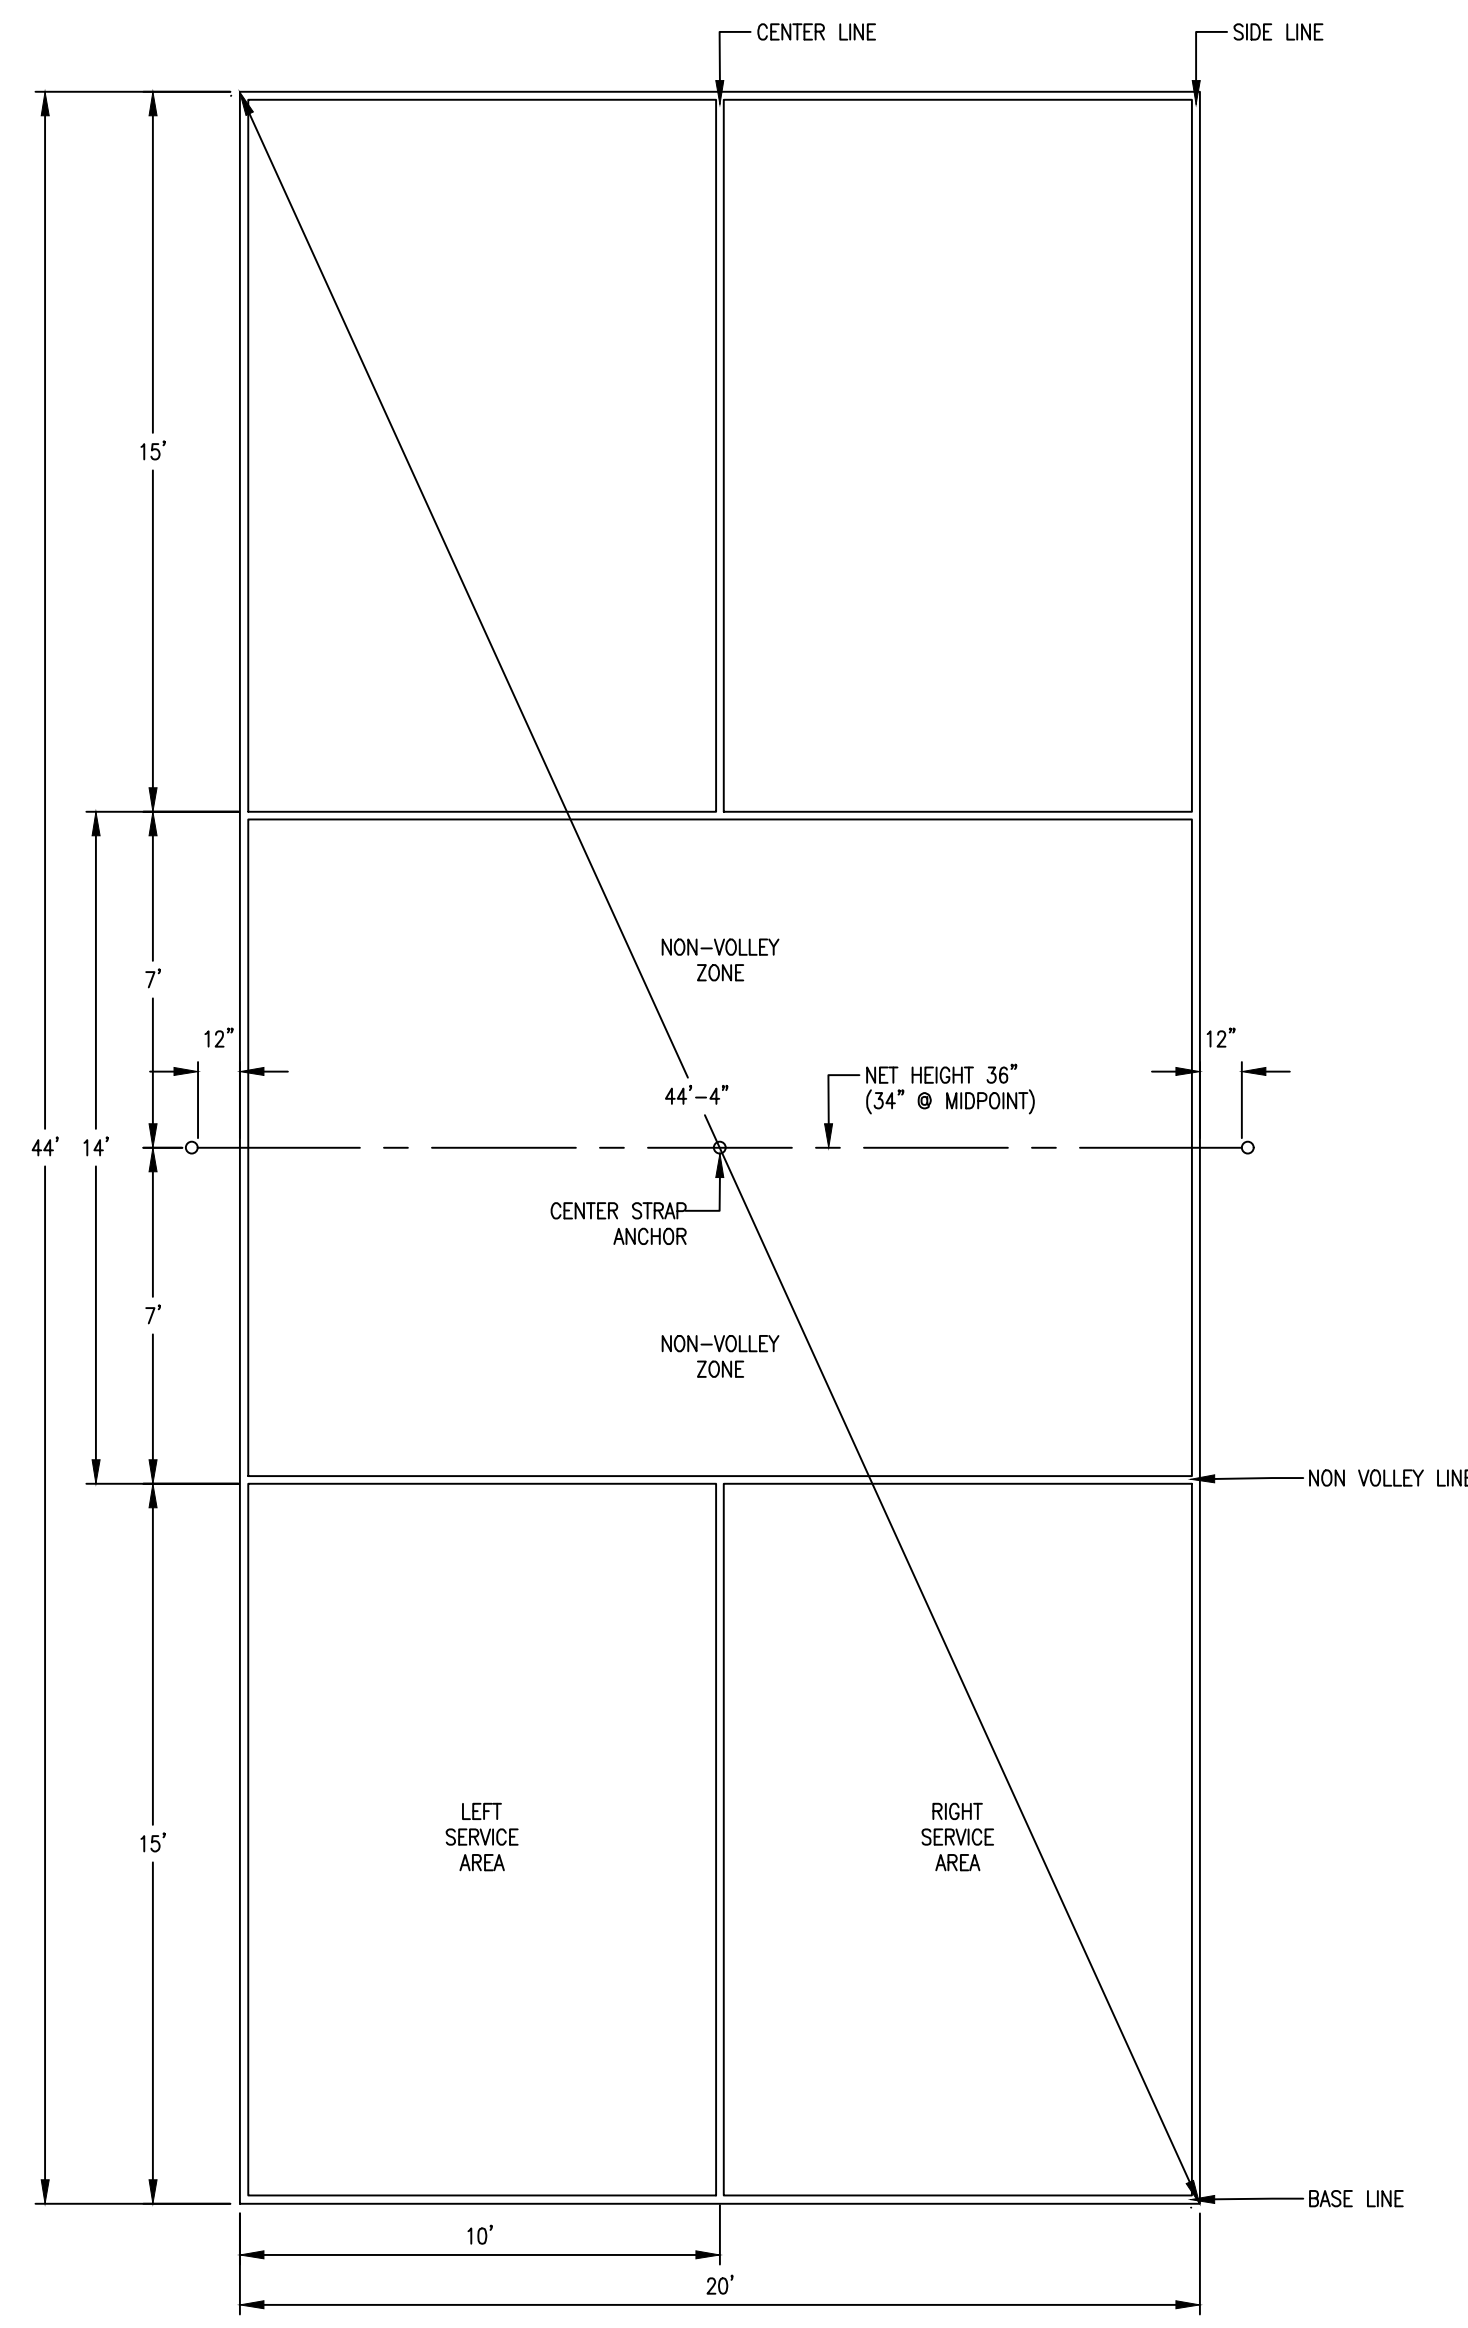 CENTER LINE
SIDE LINE
15'
NON-VOLLEY
ZONE
7'
12"
12"
NET HEIGHT 36"
(34" @ MIDPOINT)
44'-4"
44'
14'
CENTER STRAP
ANCHOR
7'
NON-VOLLEY
ZONE
NON VOLLEY LINE
LEFT
SERVICE
AREA
RIGHT
SERVICE
AREA
15'
BASE LINE
10'
20'